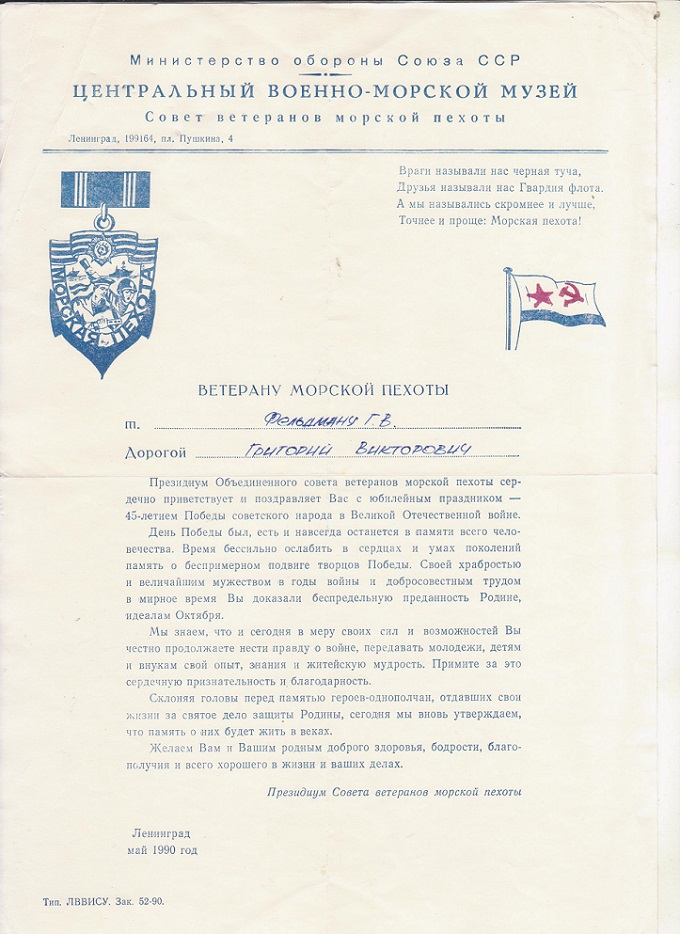 Министерство обороны Союза ССР
ЦЕНТРАЛЬНЫЙ ВОЕННО-МОРСКОЙ МУЗЕЙ
Совет ветеранов морской пехоты
Ленинград, 199164, пл. Пушкина, 4
Враги называли нас черная туча,
Друзья называли нас Гвардия флота.
А мы назывались скромнее и лучше,
Точнее и проще: Морская пехота!
МОРСКАЯ ПЕХОТА
ВЕТЕРАНУ МОРСКОЙ ПЕХОТЫ
т. Фельдману Г.В.
Дорогой Григорий Викторович
Президиум Объединенного совета ветеранов морской пехоты сер-
дечно приветствует и поздравляет Вас с юбилейным праздником —
45-летием Победы советского народа в Великой Отечественной войне.
День Победы был, есть и навсегда останется в памяти всего чело-
вечества. Время бессильно ослабить в сердцах и умах поколений
память о беспримерном подвиге творцов Победы. Своей храбростью
и величайшим мужеством в годы войны и добросовестным трудом
в мирное время Вы доказали беспредельную преданность Родине,
идеалам Октября.
Мы знаем, что и сегодня в меру своих сил и возможностей Вы
честно продолжаете нести правду о войне, передавать молодежи, детям
и внукам свой опыт, знания и житейскую мудрость. Примите за это
сердечную признательность и благодарность.
Склоняя головы перед памятью героев-однополчан, отдавших свои
жизни за святое дело защиты Родины, сегодня мы вновь утверждаем,
что память о них будет жить в веках.
Желаем Вам и Вашим родным доброго здоровья, бодрости, благо-
получия и всего хорошего в жизни и ваших делах.
Президиум Совета ветеранов морской пехоты
Ленинград
май 1990 год
Тип. ЛВВИСУ. Зак. 52-90.